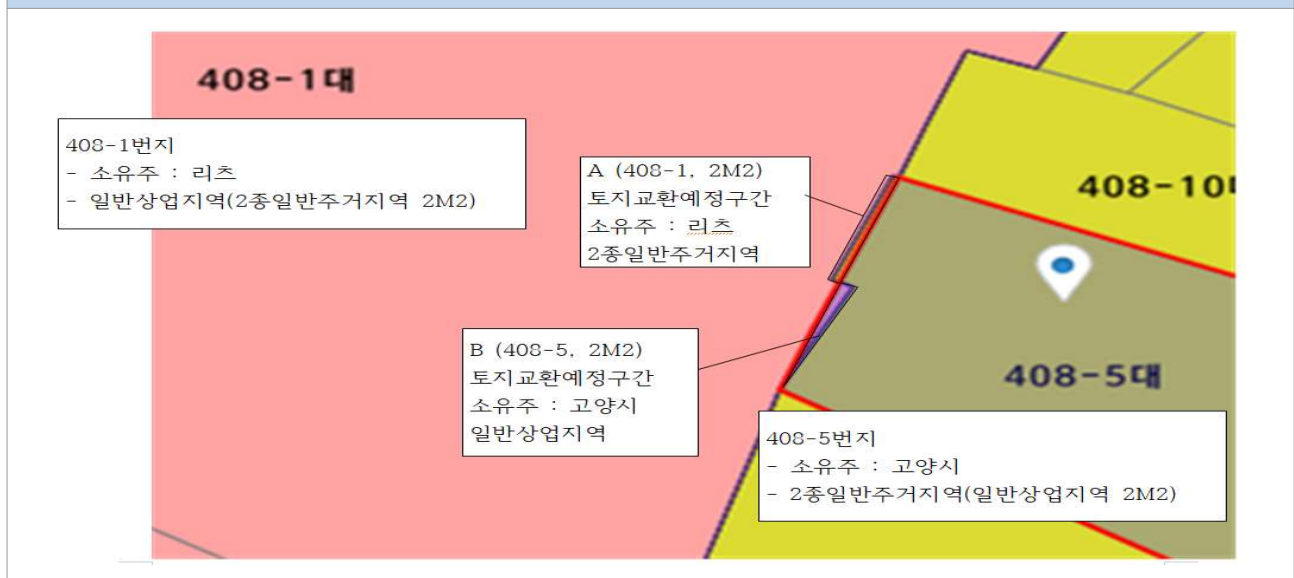 408-1대
408-1번지
- 소유주 : 리츠
- 일반상업지역(2종일반주거지역 2M2)
A (408-1, 2M2)
토지교환예정구간
소유주 : 리츠
2종일반주거지역
408-10
B (408-5, 2M2)
토지교환예정구간
소유주 : 고양시
일반상업지역
408-5대
408-5번지
- 소유주 : 고양시
- 2종일반주거지역(일반상업지역 2M2)